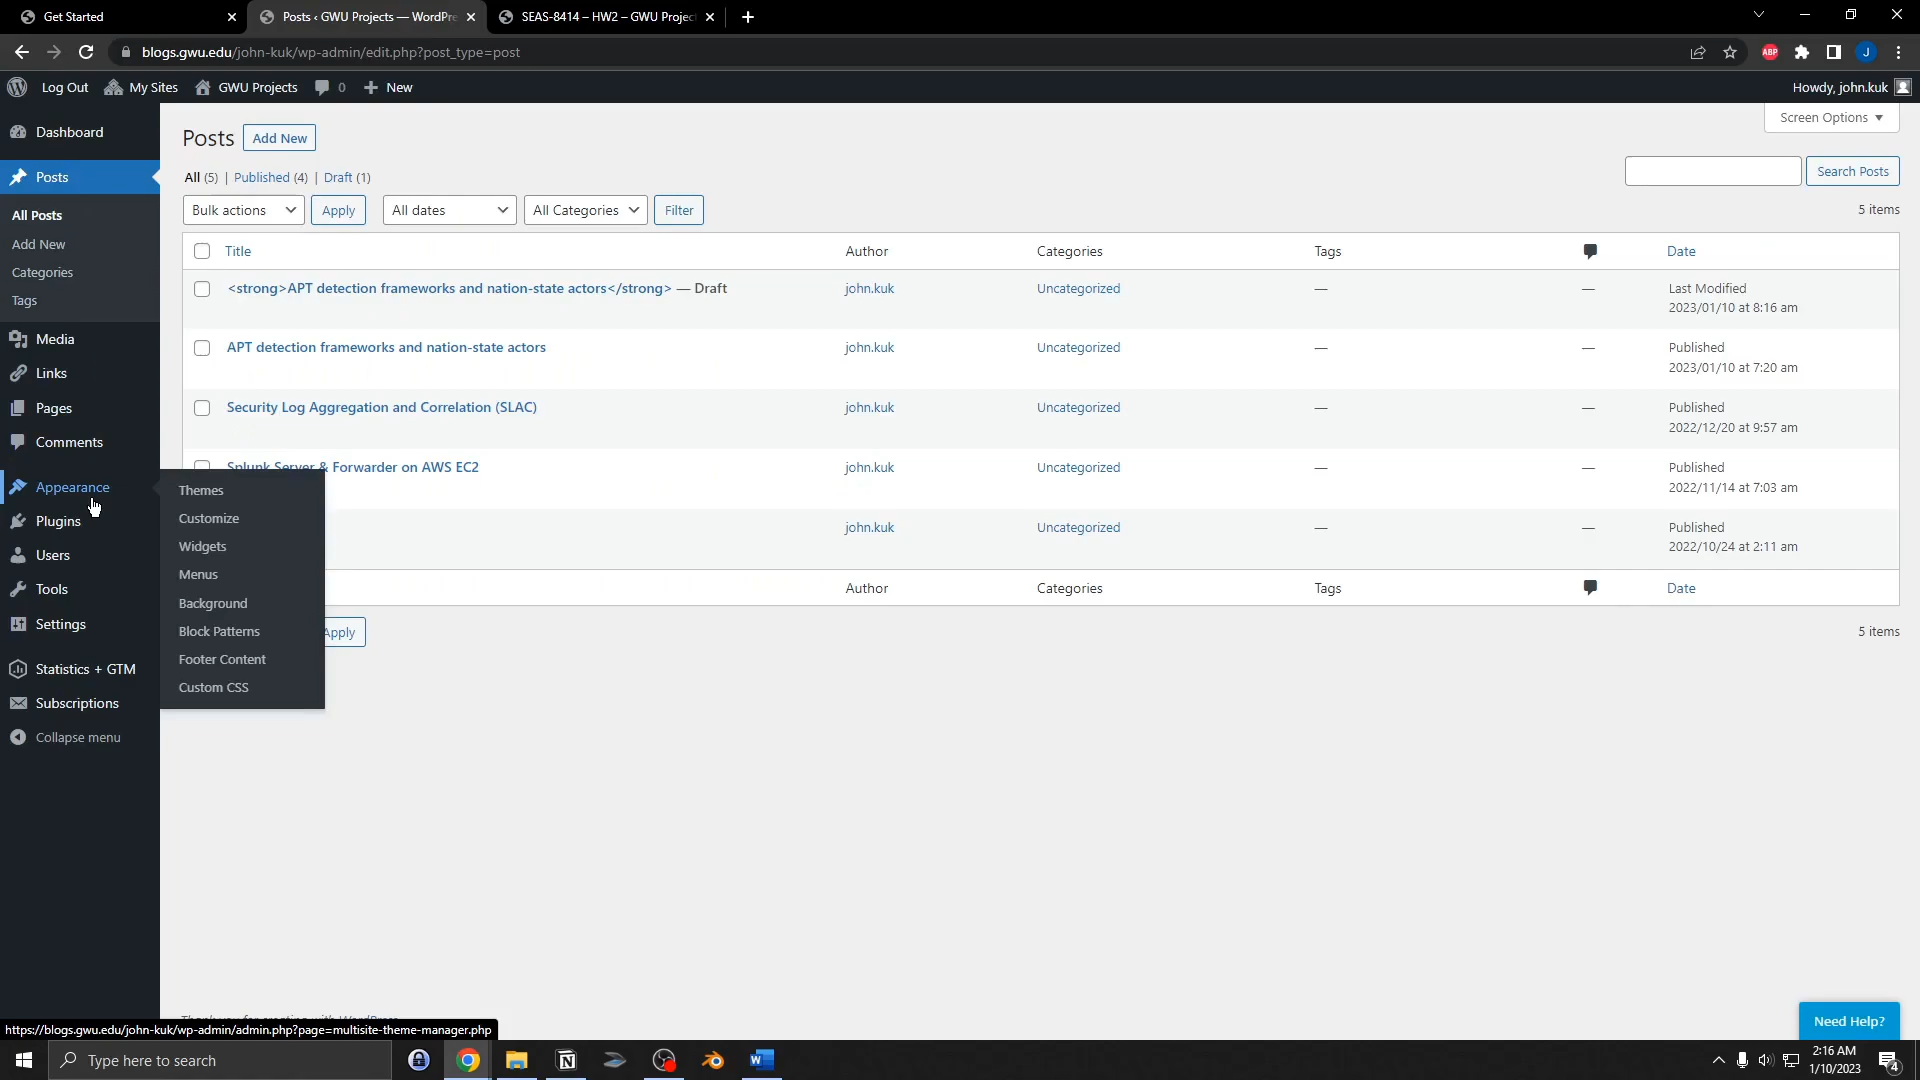 Get Started
Posts ‹ GWU Projects — WordPre
SEAS-8414 – HW2 – GWU Projec
blogs.gwu.edu/john-kuk/wp-admin/edit.php?post_type=post
ABP
J
Log Out
My Sites
GWU Projects
0
New
Howdy, john.kuk
Dashboard
Posts
All Posts
Add New
Categories
Tags
Media
Links
Pages
Comments
Appearance
Plugins
Users
Tools
Settings
Statistics + GTM
Subscriptions
Collapse menu
Themes
Customize
Widgets
Menus
Background
Block Patterns
Footer Content
Custom CSS
Posts
Add New
Screen Options
All (5) | Published (4) | Draft (1)
Search Posts
Bulk actions
Apply
All dates
All Categories
Filter
5 items
Title
Author
Categories
Tags
Date
<strong>APT detection frameworks and nation-state actors</strong> — Draft
john.kuk
Uncategorized
—
—
Last Modified
2023/01/10 at 8:16 am
APT detection frameworks and nation-state actors
john.kuk
Uncategorized
—
—
Published
2023/01/10 at 7:20 am
Security Log Aggregation and Correlation (SLAC)
john.kuk
Uncategorized
—
—
Published
2022/12/20 at 9:57 am
Splunk Server & Forwarder on AWS EC2
john.kuk
Uncategorized
—
—
Published
2022/11/14 at 7:03 am
john.kuk
Uncategorized
—
—
Published
2022/10/24 at 2:11 am
Author
Categories
Tags
Date
Apply
5 items
Thank you for creating with WordPress.
Need Help?
https://blogs.gwu.edu/john-kuk/wp-admin/admin.php?page=multisite-theme-manager.php
Type here to search
2:16 AM
1/10/2023
4